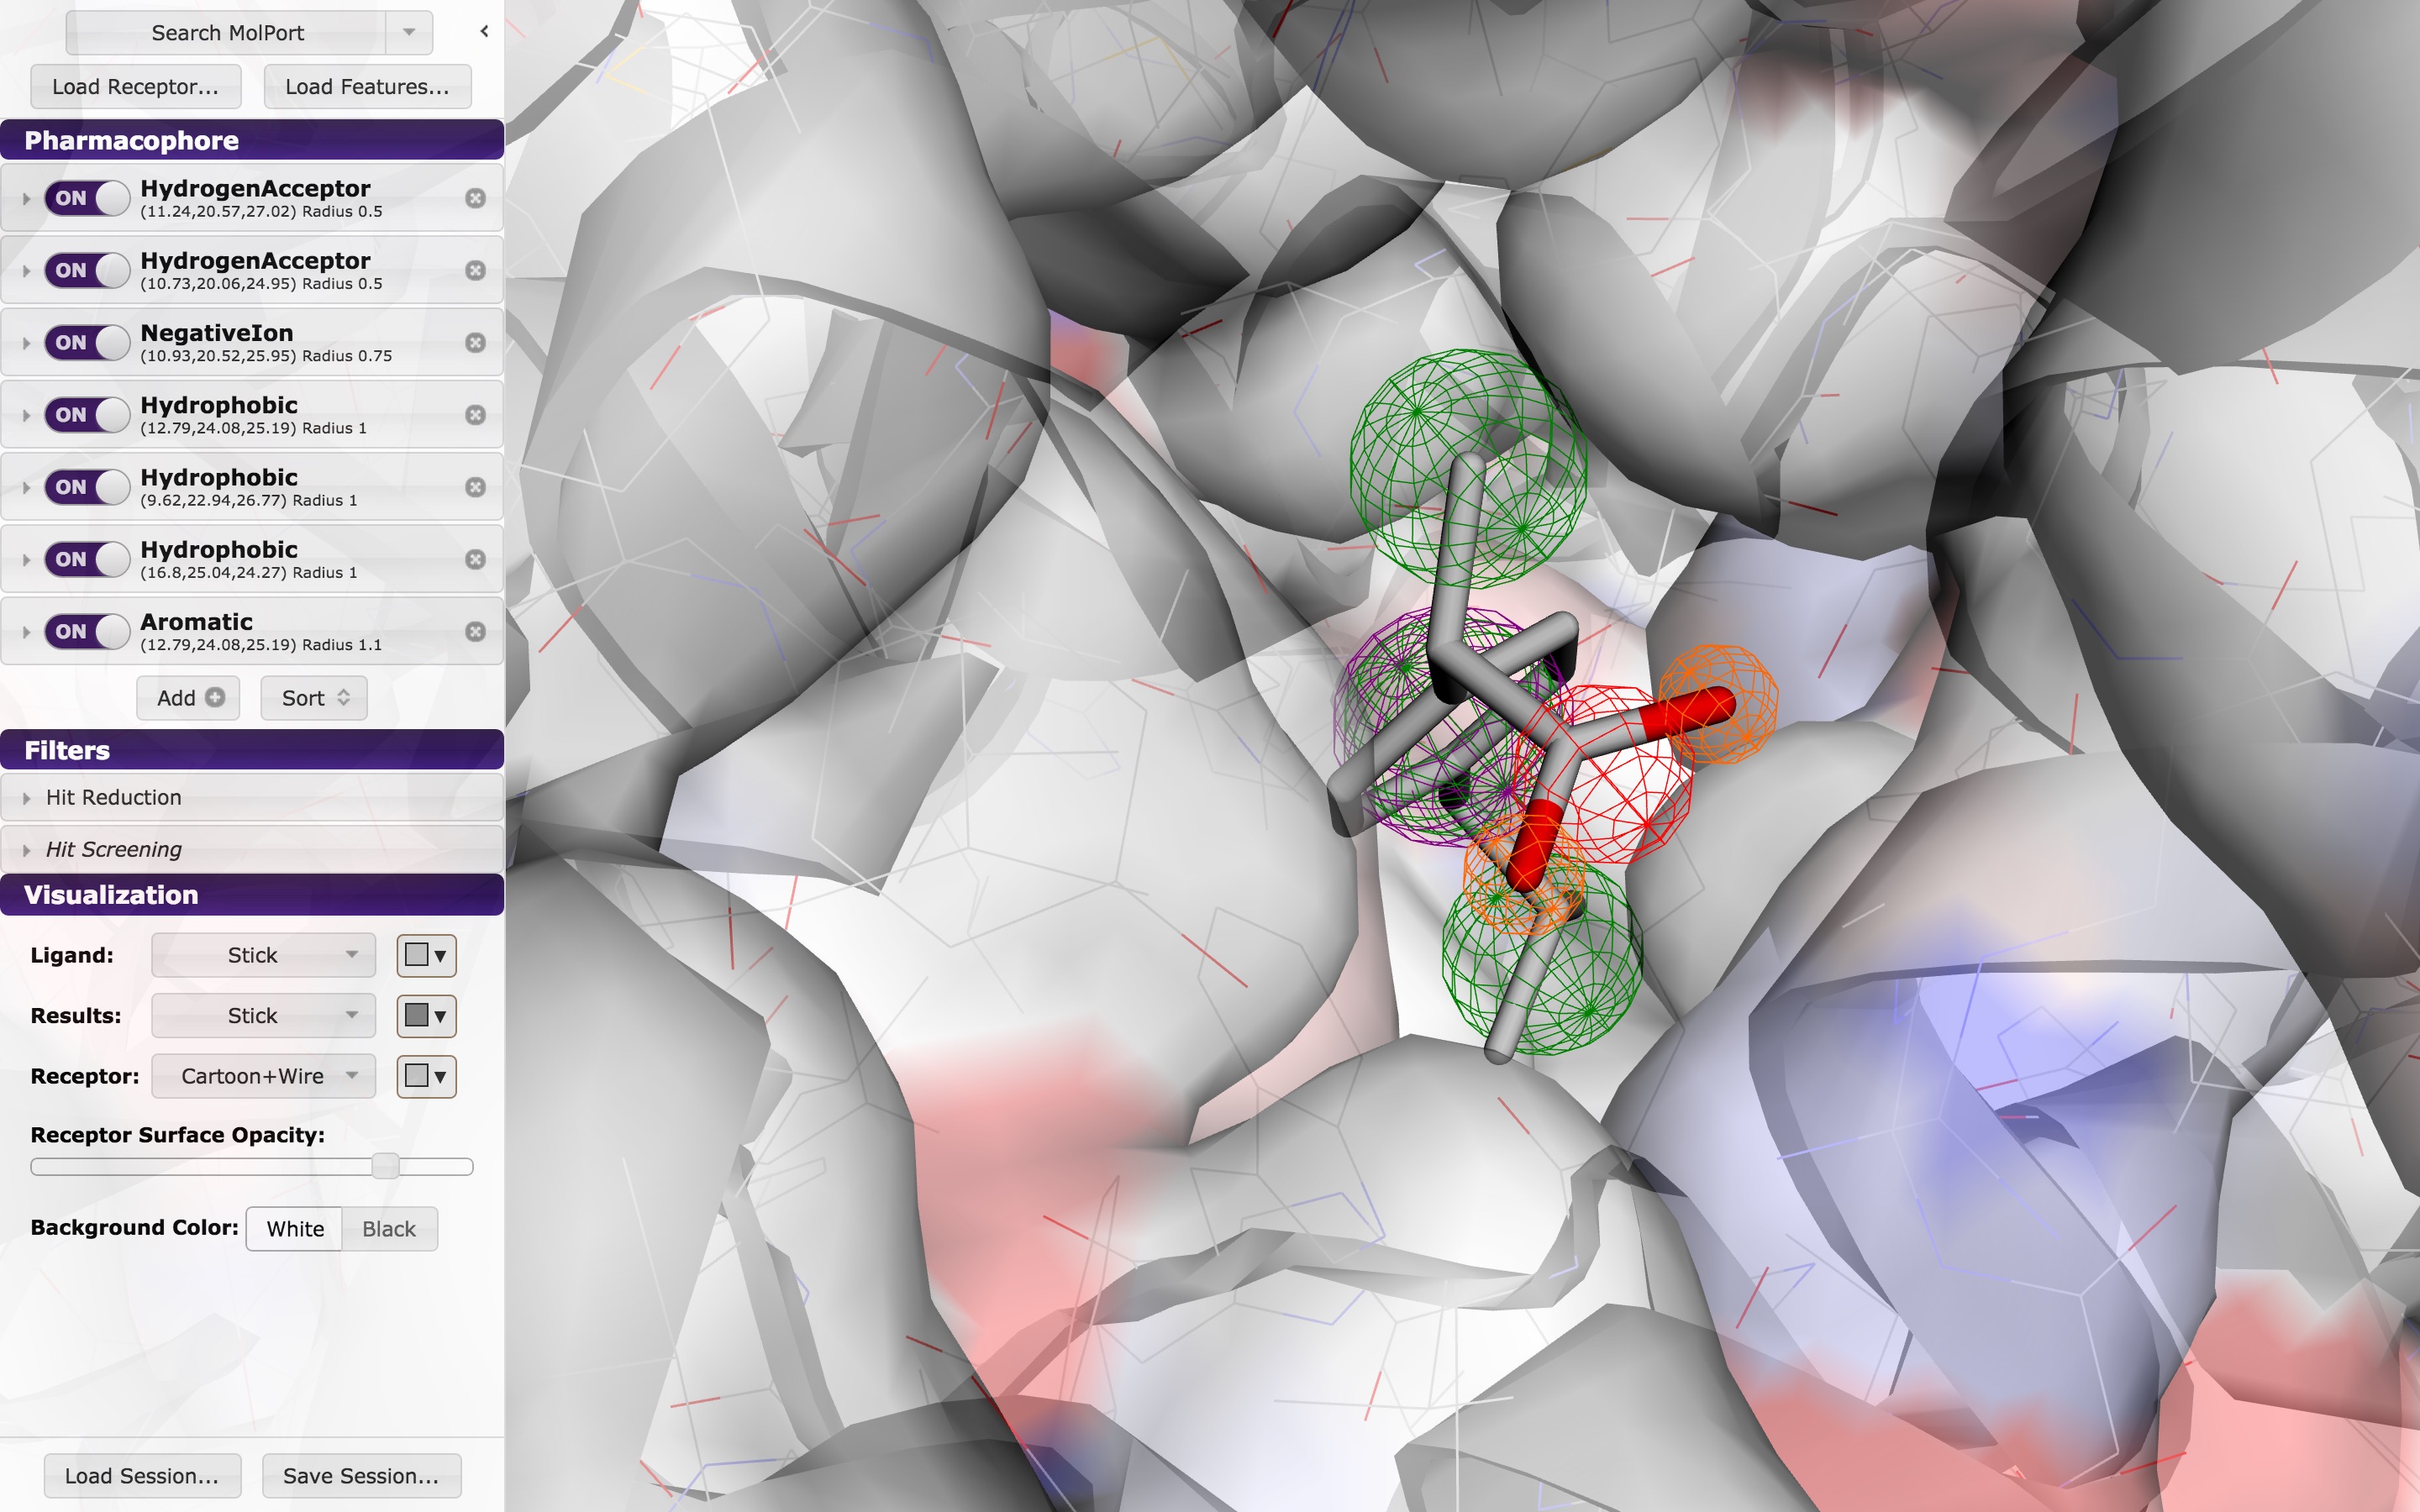 Search MolPort
Load Receptor...
Load Features...
Pharmacophore
ON
HydrogenAcceptor
(11.24,20.57,27.02) Radius 0.5
ON
HydrogenAcceptor
(10.73,20.06,24.95) Radius 0.5
ON
NegativeIon
(10.93,20.52,25.95) Radius 0.75
ON
Hydrophobic
(12.79,24.08,25.19) Radius 1
ON
Hydrophobic
(9.62,22.94,26.77) Radius 1
ON
Hydrophobic
(16.8,25.04,24.27) Radius 1
ON
Aromatic
(12.79,24.08,25.19) Radius 1.1
Add
Sort
Filters
Hit Reduction
Hit Screening
Visualization
Ligand: Stick
Results: Stick
Receptor: Cartoon+Wire
Receptor Surface Opacity:
Background Color: White Black
Load Session...
Save Session...